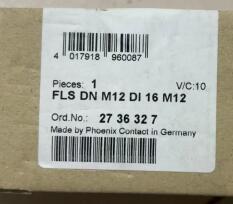 4 017918 960087
Pieces: 1 V/C:10
FLS DN M12 DI 16 M12
Ord.No.: 27 36 32 7
Made by Phoenix Contact in Germany